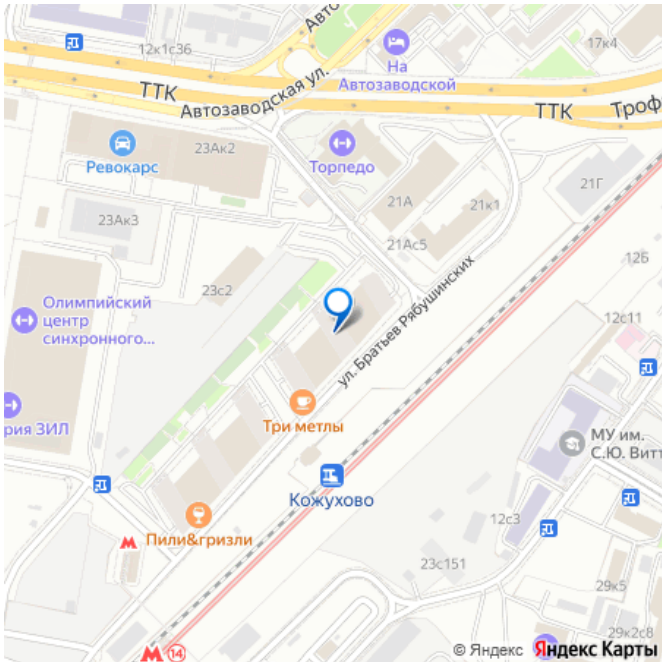 12к1с36
Автозаводская ул.
На
Автозаводской
17к4
ТТК
ТТК
Троф
23Ак2
Ревокарс
Торпедо
21А
21к1
21Г
23Ак3
21Ас5
12Б
23с2
Олимпийский
центр
синхронного...
ул. Братьев Рябушинских
12с11
рия ЗИЛ
Три метлы
МУ им.
С.Ю. Витт
Кожухово
12с3
Пили&гризли
23с151
29к5
14
29к2с8
© Яндекс Яндекс Карты